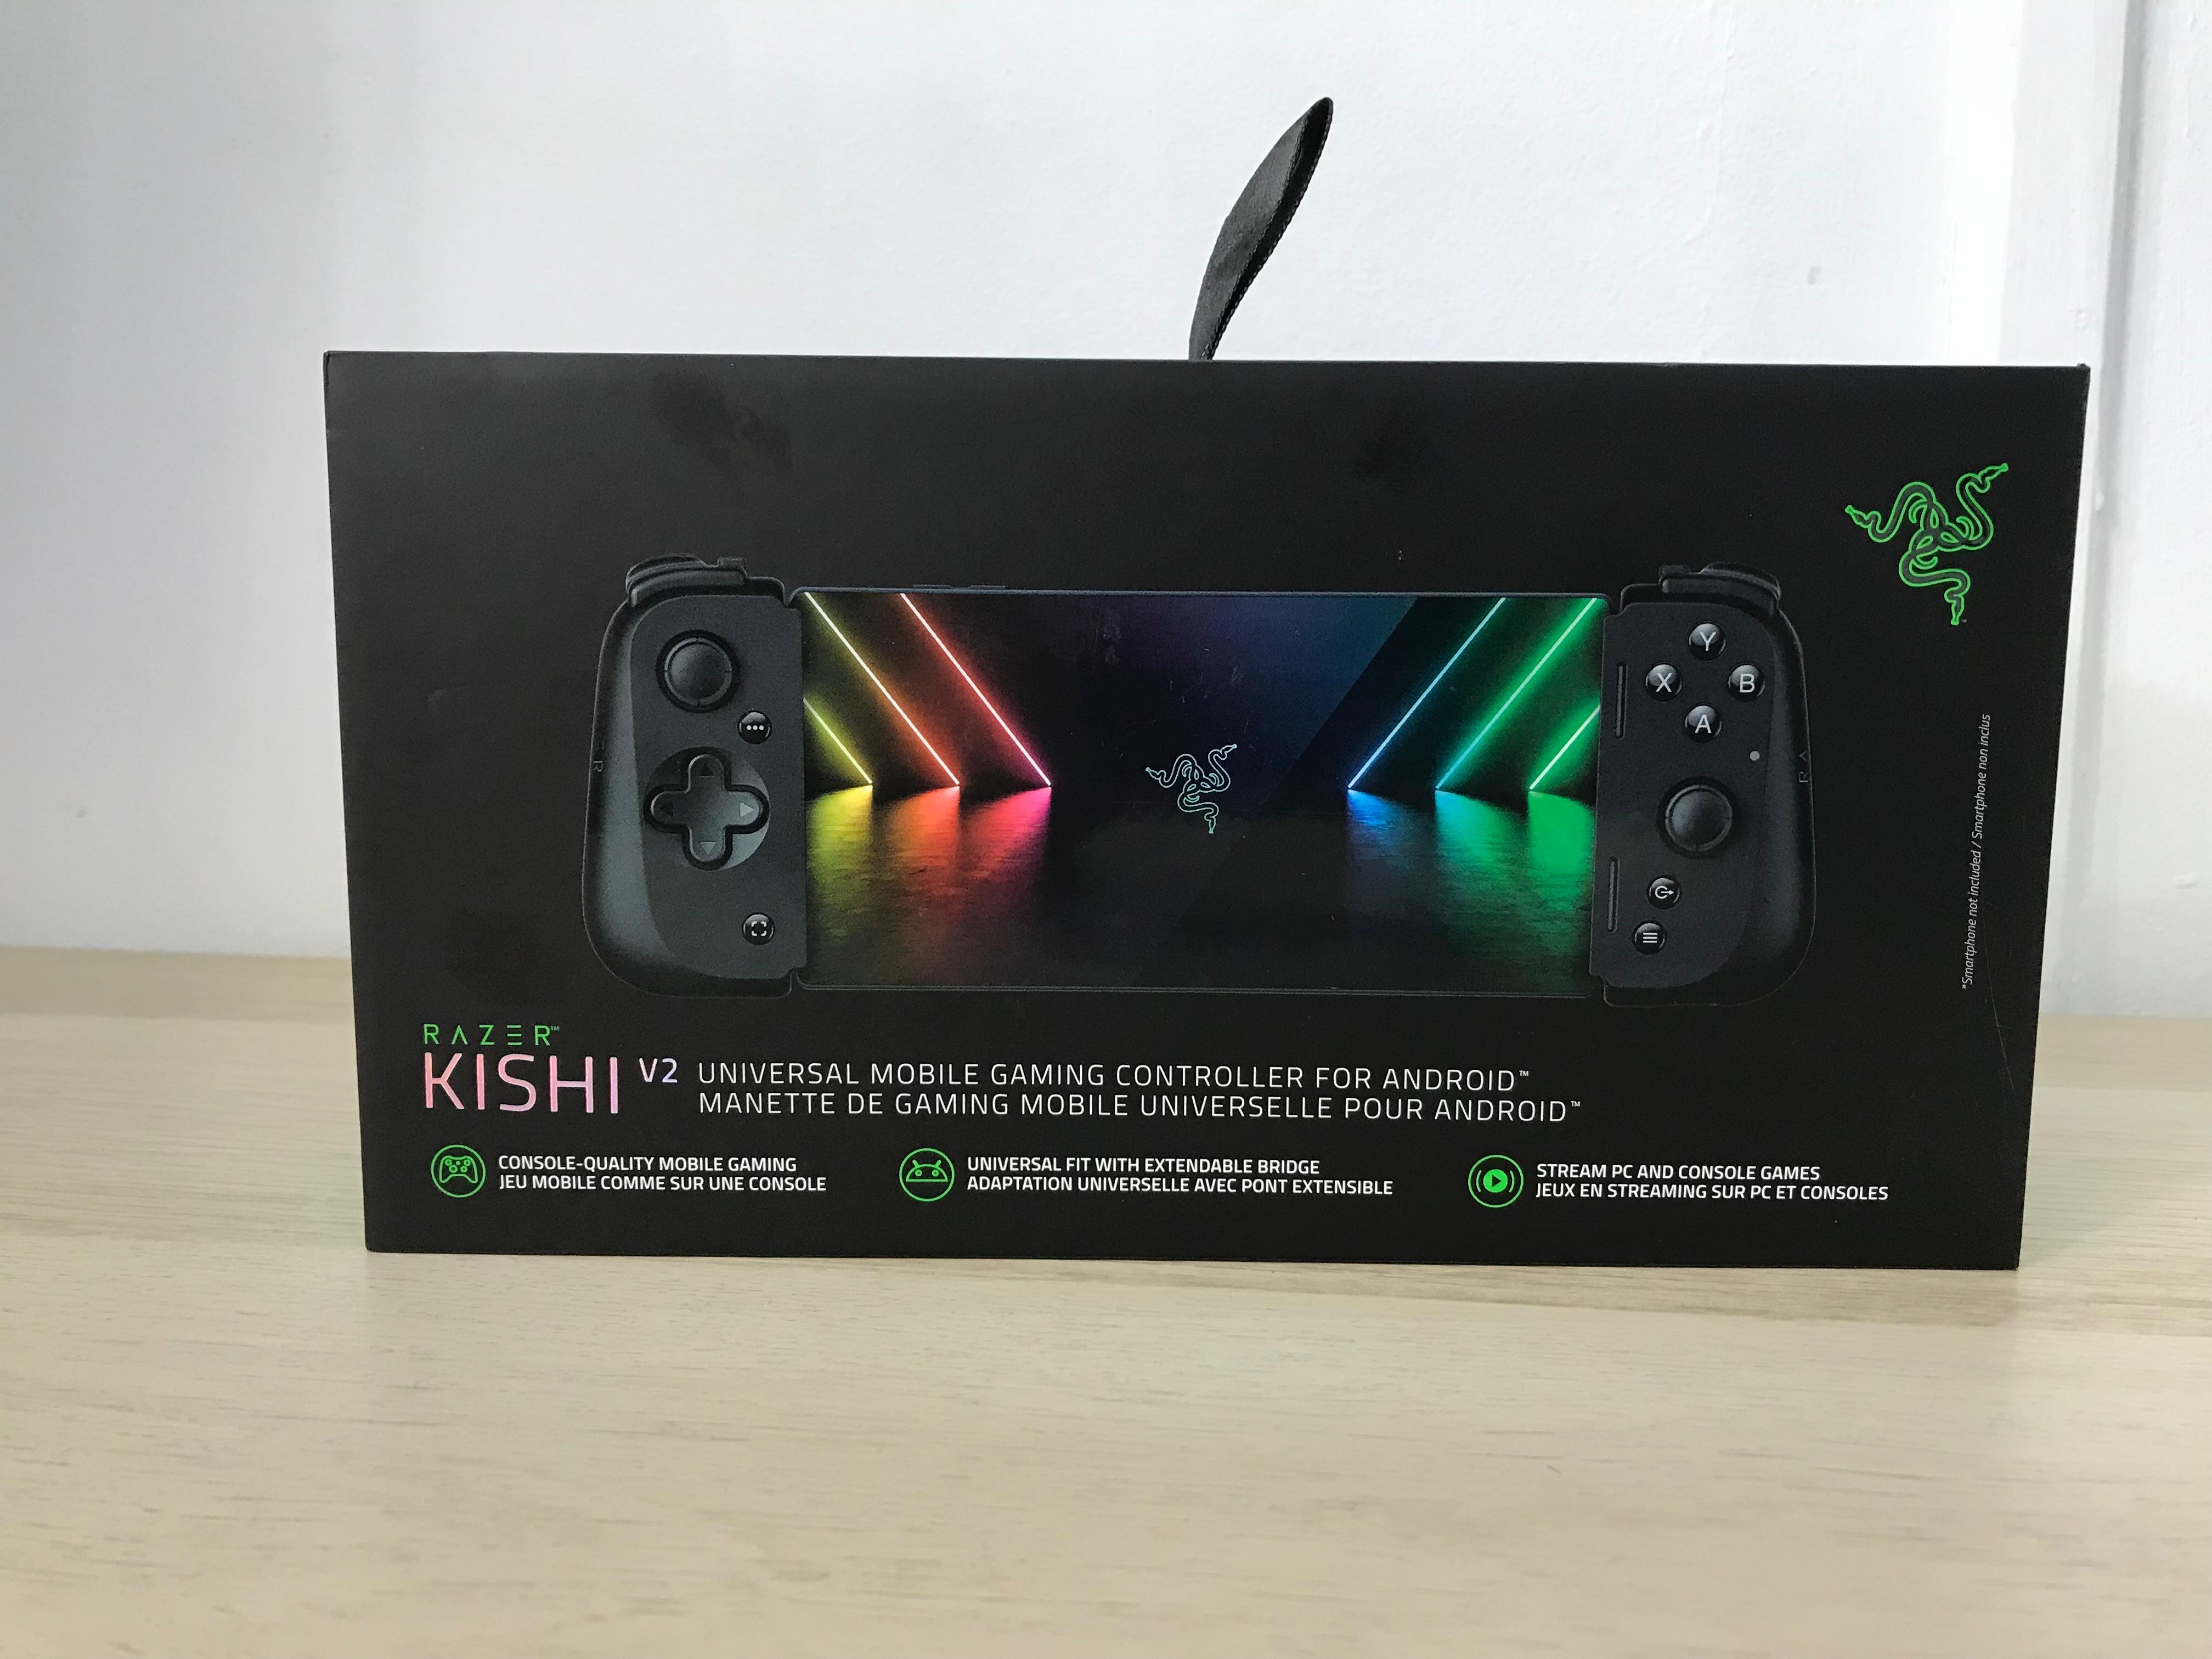 Y
X
B
A
RA
R
*Smartphone not included / Smartphone non inclus
RAZER™
KISHI V2
UNIVERSAL MOBILE GAMING CONTROLLER FOR ANDROID™
MANETTE DE GAMING MOBILE UNIVERSELLE POUR ANDROID™
CONSOLE-QUALITY MOBILE GAMING
JEU MOBILE COMME SUR UNE CONSOLE
UNIVERSAL FIT WITH EXTENDABLE BRIDGE
ADAPTATION UNIVERSELLE AVEC PONT EXTENSIBLE
STREAM PC AND CONSOLE GAMES
JEUX EN STREAMING SUR PC ET CONSOLES